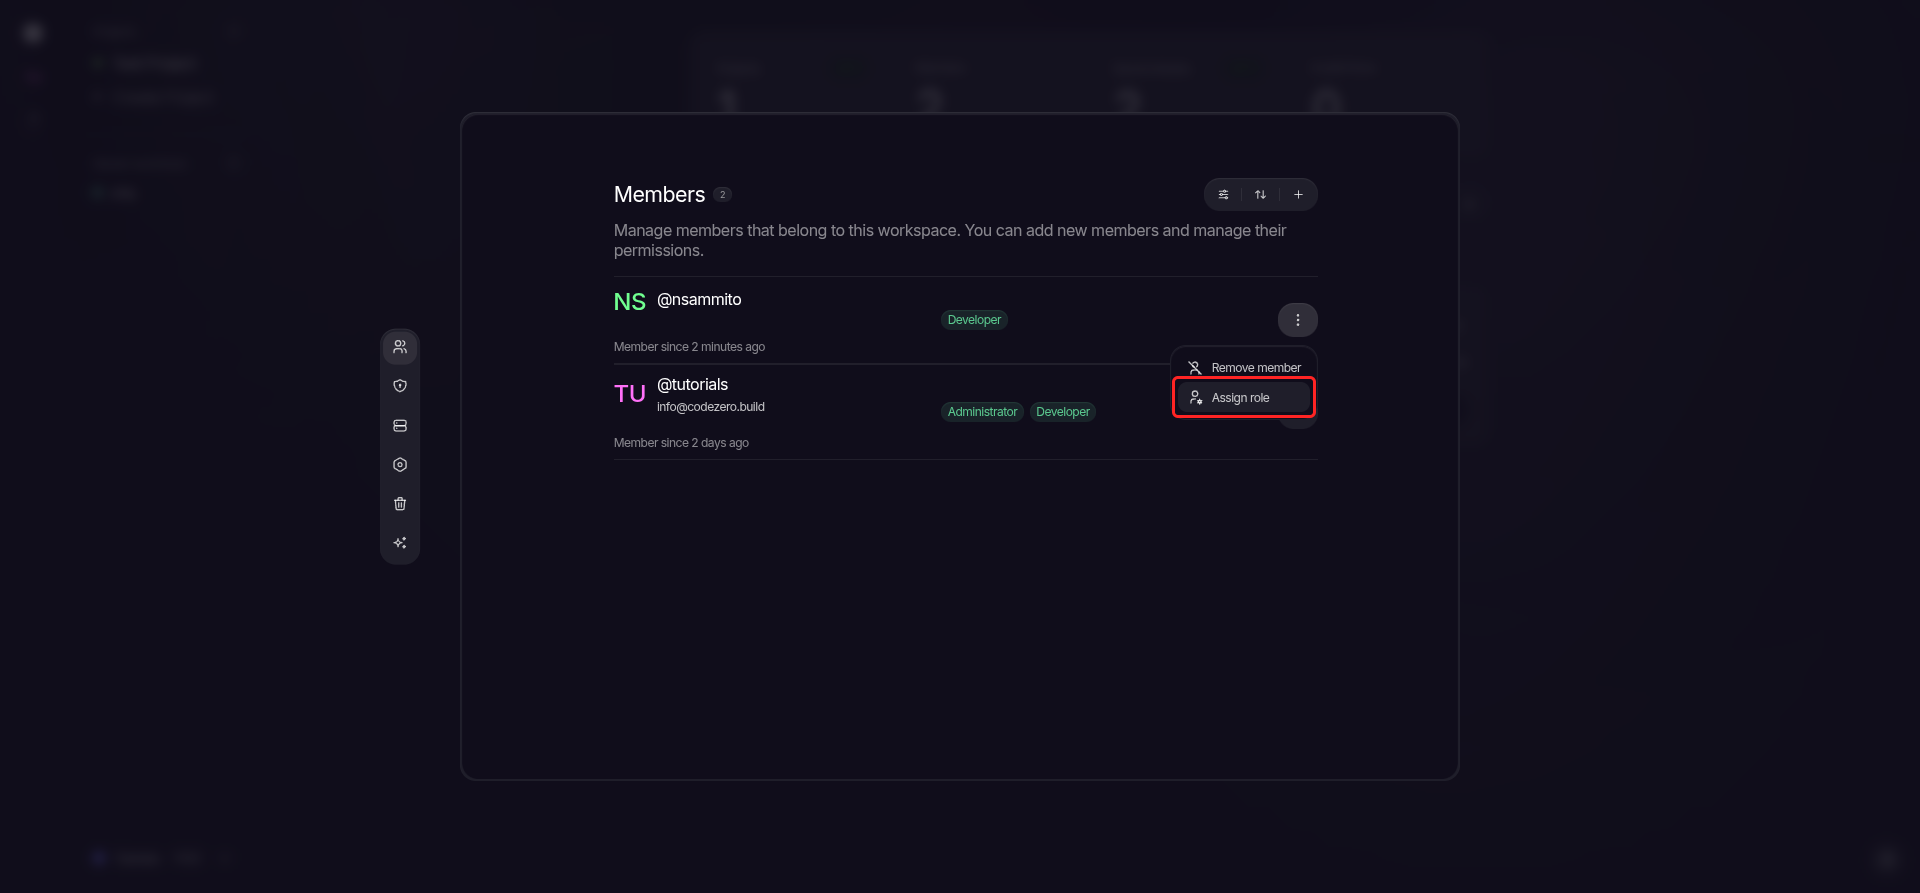 Members 2
Manage members that belong to this workspace. You can add new members and manage their
permissions.
NS @nsammito
Developer
Member since 2 minutes ago
Remove member
Assign role
TU @tutorials
info@codezero.build
Administrator Developer
Member since 2 days ago